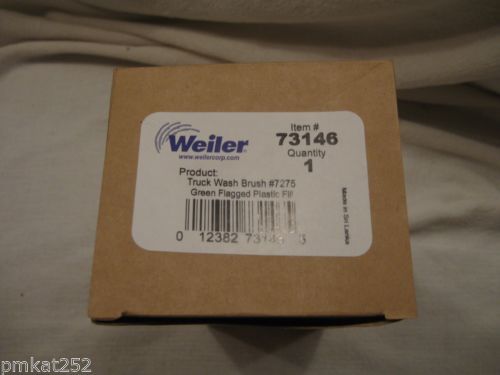 Weiler
www.weilercorp.com
Item #
73146
Quantity
1
Product:
Truck Wash Brush #7275
Green Flagged Plastic Fill
0 12382 73146
Made in Sri Lanka
pmkat252